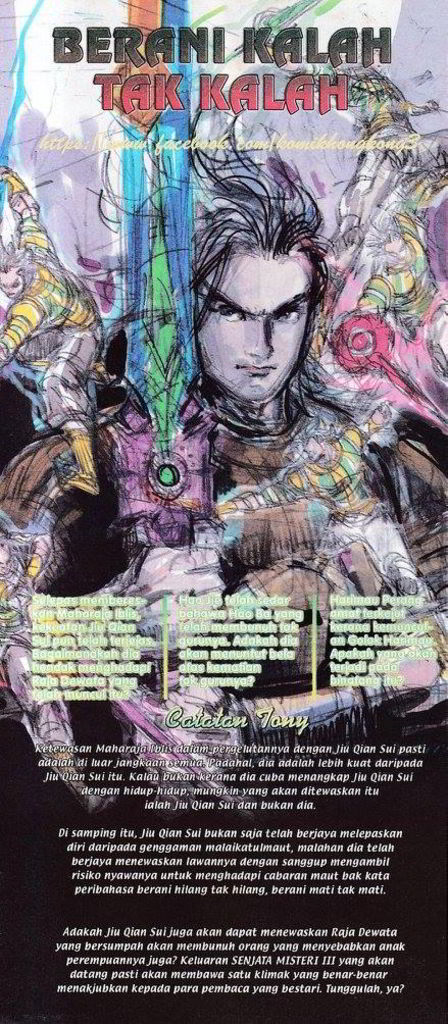 BERANI KALAH
TAK KALAH
https://www.facebook.com/komikhongkong3
Selepas memberes-
kan Maharaja Iblis,
kekuatan Jiu Qian
Sui pun telah terjejas.
Bagaimanakah dia
hendak menghadapi
Raja Dewata yang
telah muncul itu?
Hao Jie telah sedar
bahawa Hao Ba yang
telah membunuh tok
gurunya. Adakah dia
akan menuntut bela
atas kematian
tok gurunya?
Harimau Perang
amat terkejut
kerana kemuncul-
an Golok Harimau.
Apakah yang akan
terjadi pada
binatang itu?
Catatan Tony
Ketewasan Maharaja Iblis dalam pergelutannya dengan Jiu Qian Sui pasti
adalah di luar jangkaan semua. Padahal, dia adalah lebih kuat daripada
Jiu Qian Sui itu. Kalau bukan kerana dia cuba menangkap Jiu Qian Sui
dengan hidup-hidup, mungkin yang akan ditewaskan itu
ialah Jiu Qian Sui dan bukan dia.
Di samping itu, Jiu Qian Sui bukan saja telah berjaya melepaskan
diri daripada genggaman malaikatulmaut, malahan dia telah
berjaya menewaskan lawannya dengan sanggup mengambil
risiko nyawanya untuk menghadapi cabaran maut bak kata
peribahasa berani hilang tak hilang, berani mati tak mati.
Adakah Jiu Qian Sui juga akan dapat menewaskan Raja Dewata
yang bersumpah akan membunuh orang yang menyebabkan anak
perempuannya jadi? Keluaran SENJATA MISTERI III yang akan
datang pasti akan membawa satu klimak yang benar-benar
menakjubkan kepada para pembaca yang bestari. Tunggulah, ya?